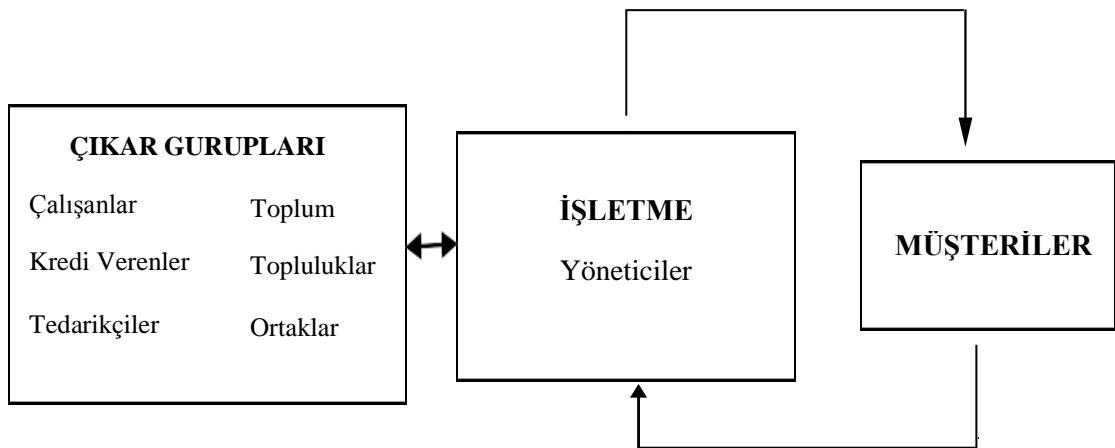 ÇIKAR GURUPLARI
Çalışanlar Toplum
Kredi Verenler Topluluklar
Tedarikçiler Ortaklar
İŞLETME
Yöneticiler
MÜŞTERİLER